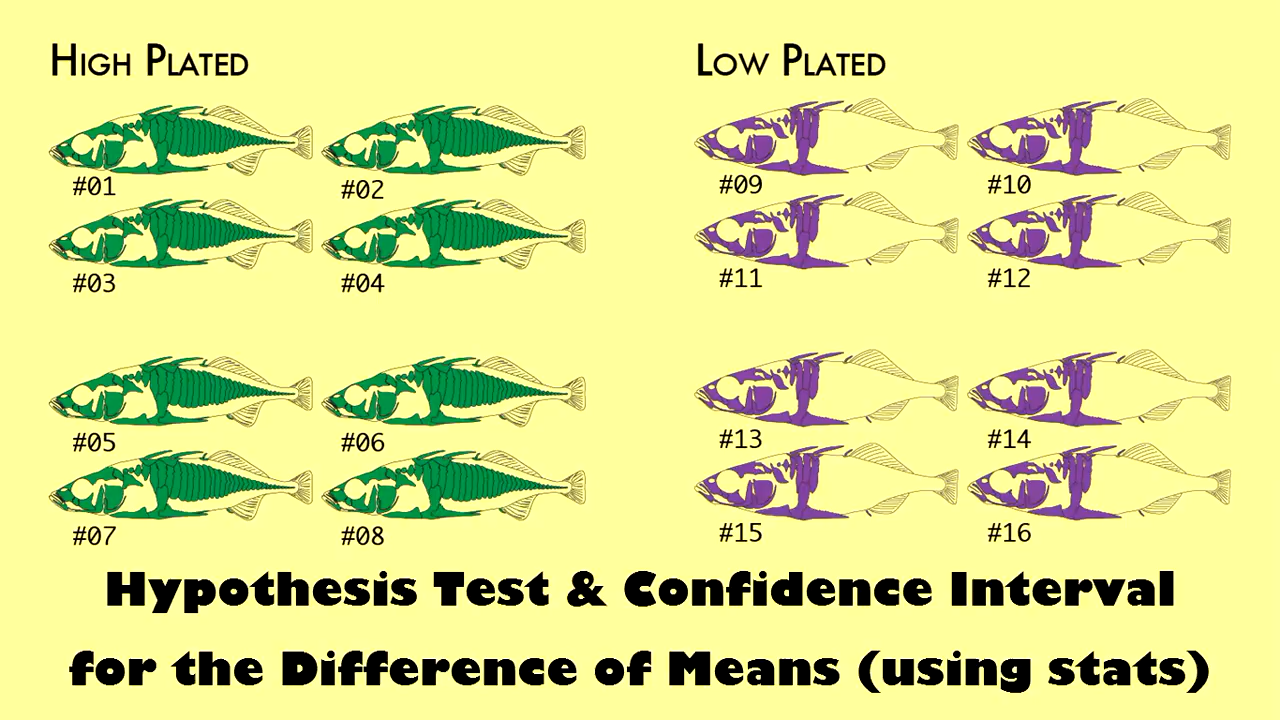 High Plated
Low Plated
#01 #02 #09 #10
#03 #04 #11 #12
#05 #06 #13 #14
#07 #08 #15 #16
Hypothesis Test & Confidence Interval
for the Difference of Means (using stats)